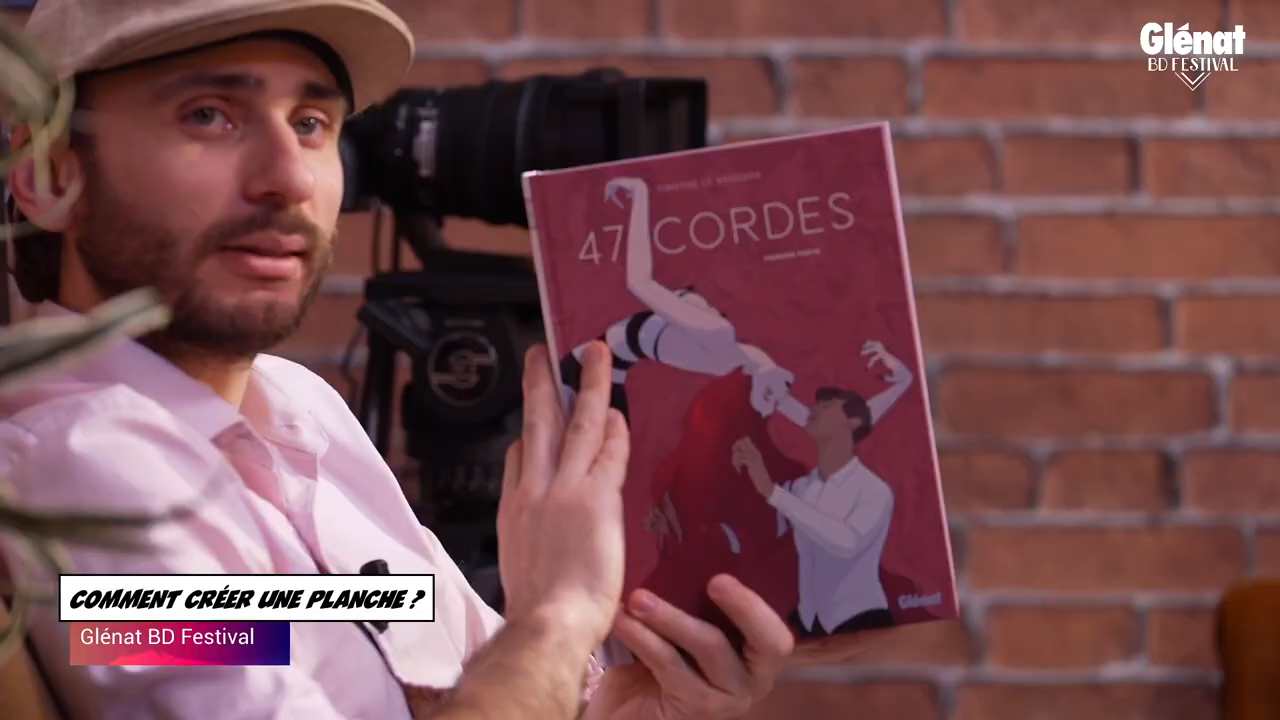 Glénat
BD FESTIVAL
47 CORDES
Glénat
COMMENT CRÉER UNE PLANCHE ?
Glénat BD Festival